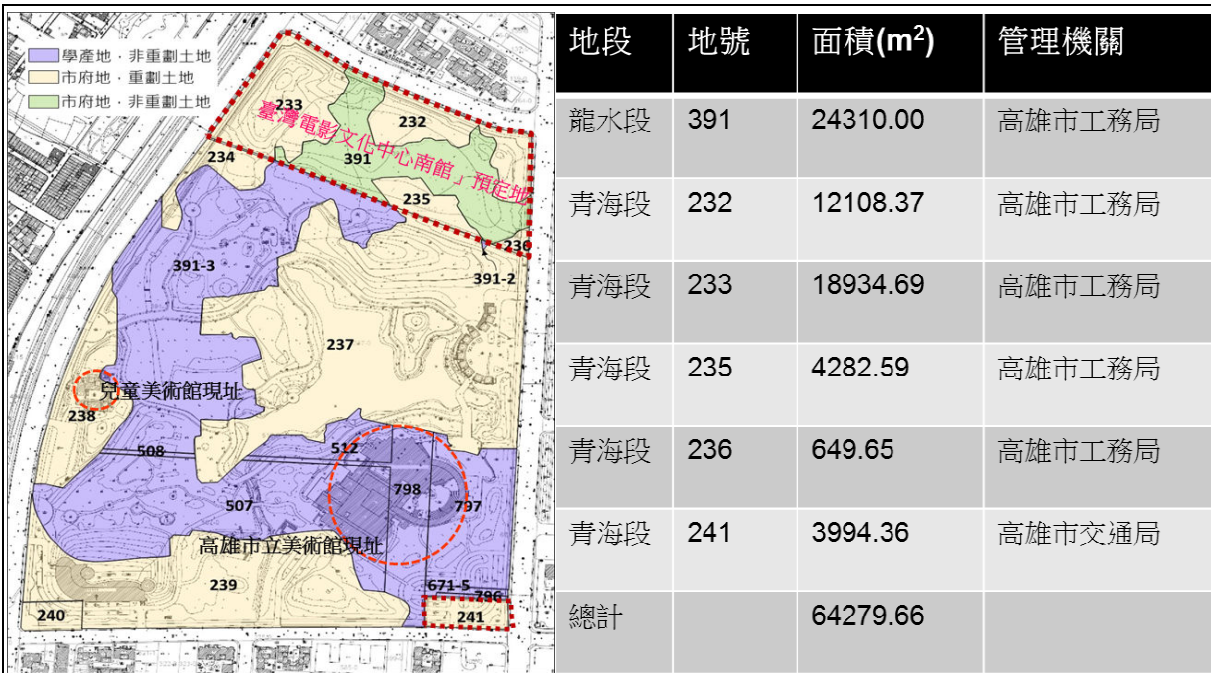 學產地．非重劃土地
市府地．重劃土地
市府地．非重劃土地
臺灣電影文化中心南館」預定地
233
232
234
391
235
236
391-3
391-2
237
兒童美術館現址
238
508
512
507
798
797
高雄市立美術館現址
239
671-5
796
240
241
地段 地號 面積(m²) 管理機關
龍水段 391 24310.00 高雄市工務局
青海段 232 12108.37 高雄市工務局
青海段 233 18934.69 高雄市工務局
青海段 235 4282.59 高雄市工務局
青海段 236 649.65 高雄市工務局
青海段 241 3994.36 高雄市交通局
總計 64279.66